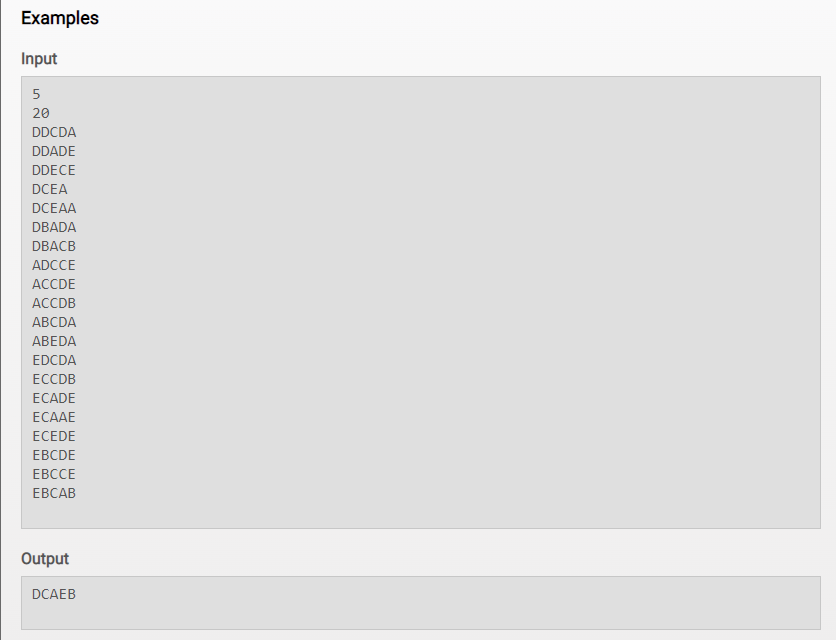 Examples
Input
5
20
DDCDA
DDADE
DDECE
DCEA
DCEAA
DBADA
DBACB
ADCCE
ACCDE
ACCDB
ABCDA
ABEDA
EDCDA
ECCDB
ECADE
ECAAE
ECEDE
EBCDE
EBCCE
EBCAB
Output
DCAEB